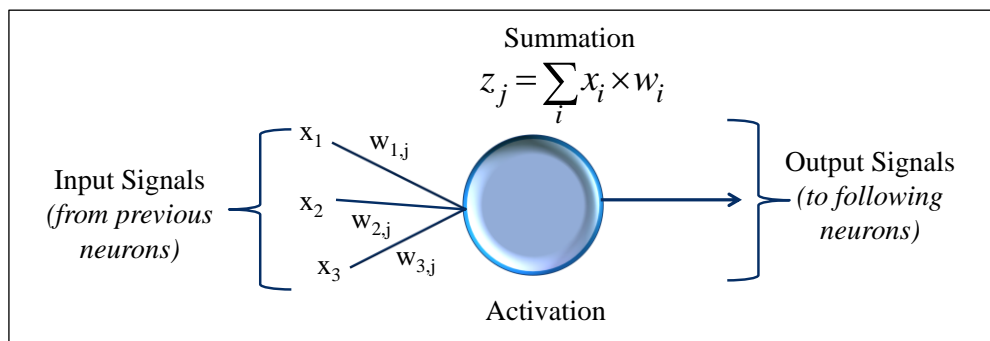 Summation
z_j = ∑_i x_i × w_i
Input Signals
(from previous
neurons)
x_1
w_1,j
x_2
w_2,j
x_3
w_3,j
Output Signals
(to following
neurons)
Activation